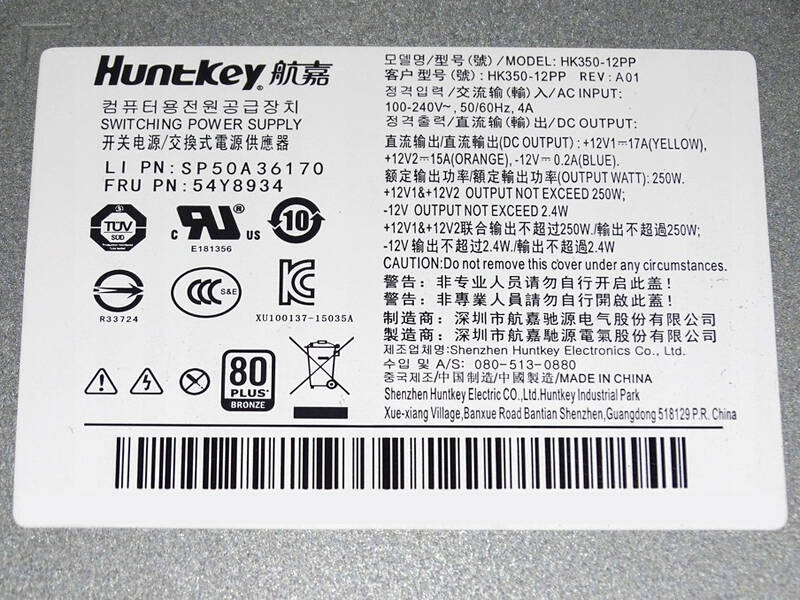 HuntKey® 航嘉
컴퓨터용전원공급장치
SWITCHING POWER SUPPLY
开关电源/交換式電源供應器
LI PN:SP50A36170
FRU PN:54Y8934
TUV
SUD
c UR ® US
E181356
10
R33724
CCC S&E
KC
XU100137-15035A
80
PLUS®
BRONZE
모델명/型号(號)/MODEL: HK350-12PP
客户型号(號): HK350-12PP REV:A01
정격입력/交流输(輸)入/AC INPUT:
100-240V~, 50/60Hz, 4A
정격출력/直流输(輸)出/DC OUTPUT:
直流输出/直流輸出(DC OUTPUT): +12V1⎓17A(YELLOW),
+12V2⎓15A(ORANGE), -12V⎓0.2A(BLUE).
额定输出功率/額定輸出功率(OUTPUT WATT): 250W.
+12V1&+12V2 OUTPUT NOT EXCEED 250W;
-12V OUTPUT NOT EXCEED 2.4W
+12V1&+12V2联合输出不超过250W./輸出不超過250W;
-12V输出不超过2.4W./輸出不超過2.4W
CAUTION:Do not remove this cover under any circumstances.
警告: 非专业人员请勿自行开启此盖!
警告: 非專業人員請勿自行開啟此蓋!
制造商: 深圳市航嘉驰源电气股份有限公司
製造商: 深圳市航嘉馳源電氣股份有限公司
제조업체명:Shenzhen Huntkey Electronics Co., Ltd.
수입 및 A/S: 080-513-0880
중국제조/中国制造/中國製造/MADE IN CHINA
Shenzhen Huntkey Electric CO.,Ltd.Huntkey Industrial Park
Xue-xiang Village,Banxue Road Bantian Shenzhen,Guangdong 518129 P.R. China